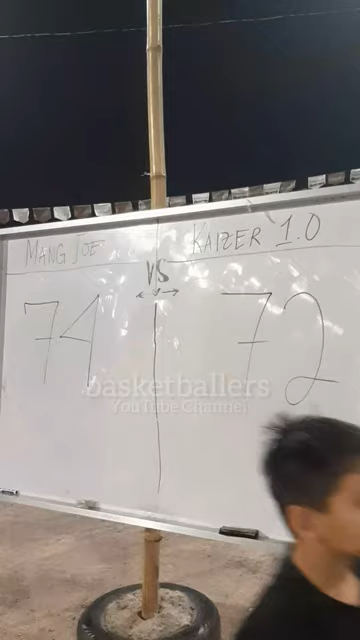 MANG JOE
KAIZER 1.0
VS
74
72
basketballers
YouTube Channel